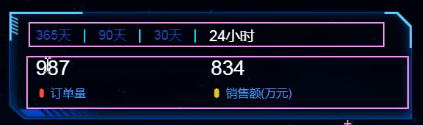 365天 | 90天 | 30天 | 24小时
987 834
订单量 销售额(万元)